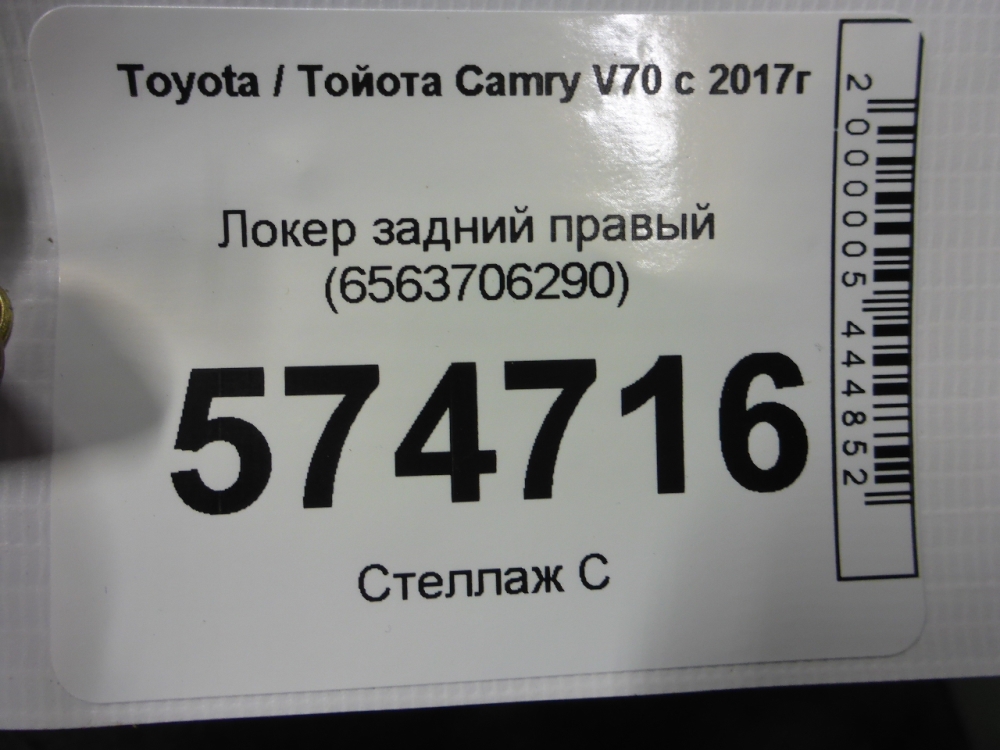 Toyota / Тойота Camry V70 с 2017г
Локер задний правый
(6563706290)
574716
Стеллаж С
2000005444852